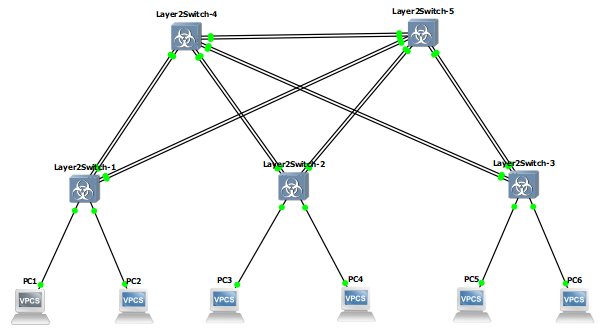 Layer2Switch-4
Layer2Switch-5
Layer2Switch-1
Layer2Switch-2
Layer2Switch-3
PC1
PC2
PC3
PC4
PC5
PC6
VPCS
VPCS
VPCS
VPCS
VPCS
VPCS